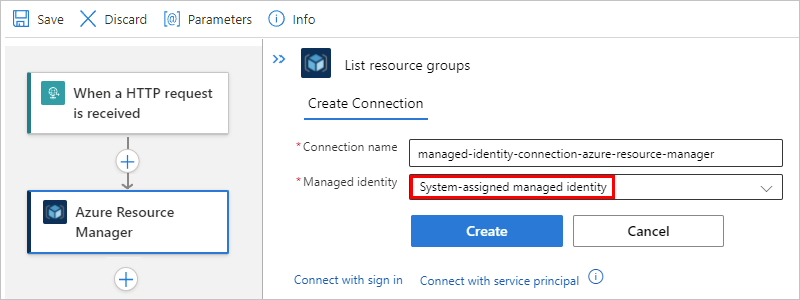 Save Discard [@] Parameters Info
When a HTTP request
is received
Azure Resource
Manager
List resource groups
Create Connection
*Connection name managed-identity-connection-azure-resource-manager
*Managed identity System-assigned managed identity
Create Cancel
Connect with sign in Connect with service principal